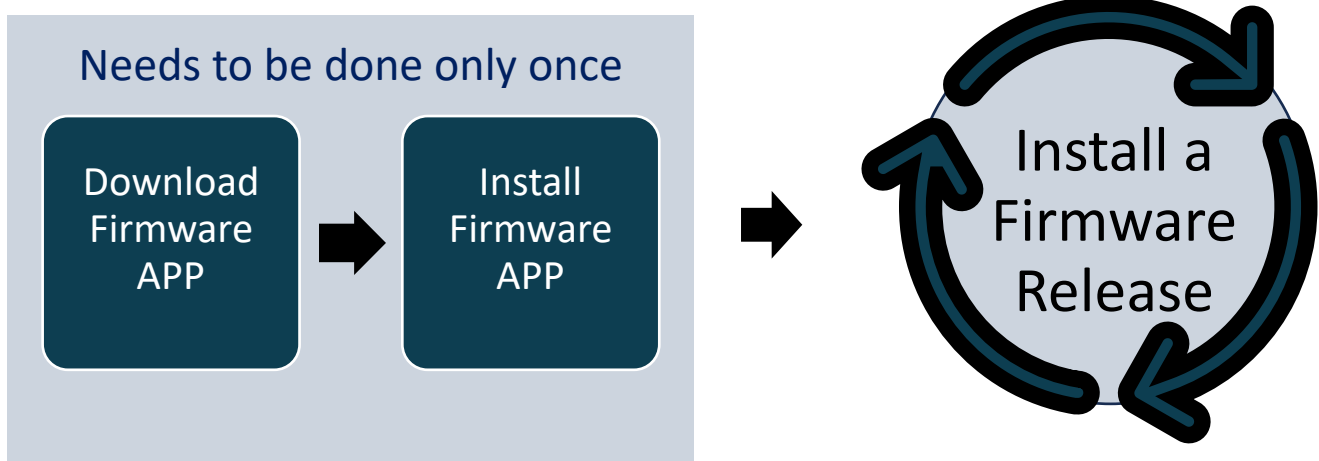 Needs to be done only once
Download
Firmware
APP
Install
Firmware
APP
Install a
Firmware
Release